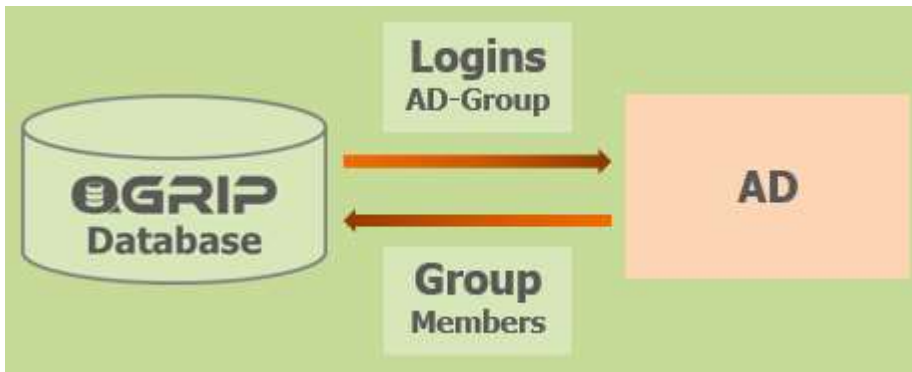 Logins
AD-Group
QGRIP
Database
AD
Group
Members